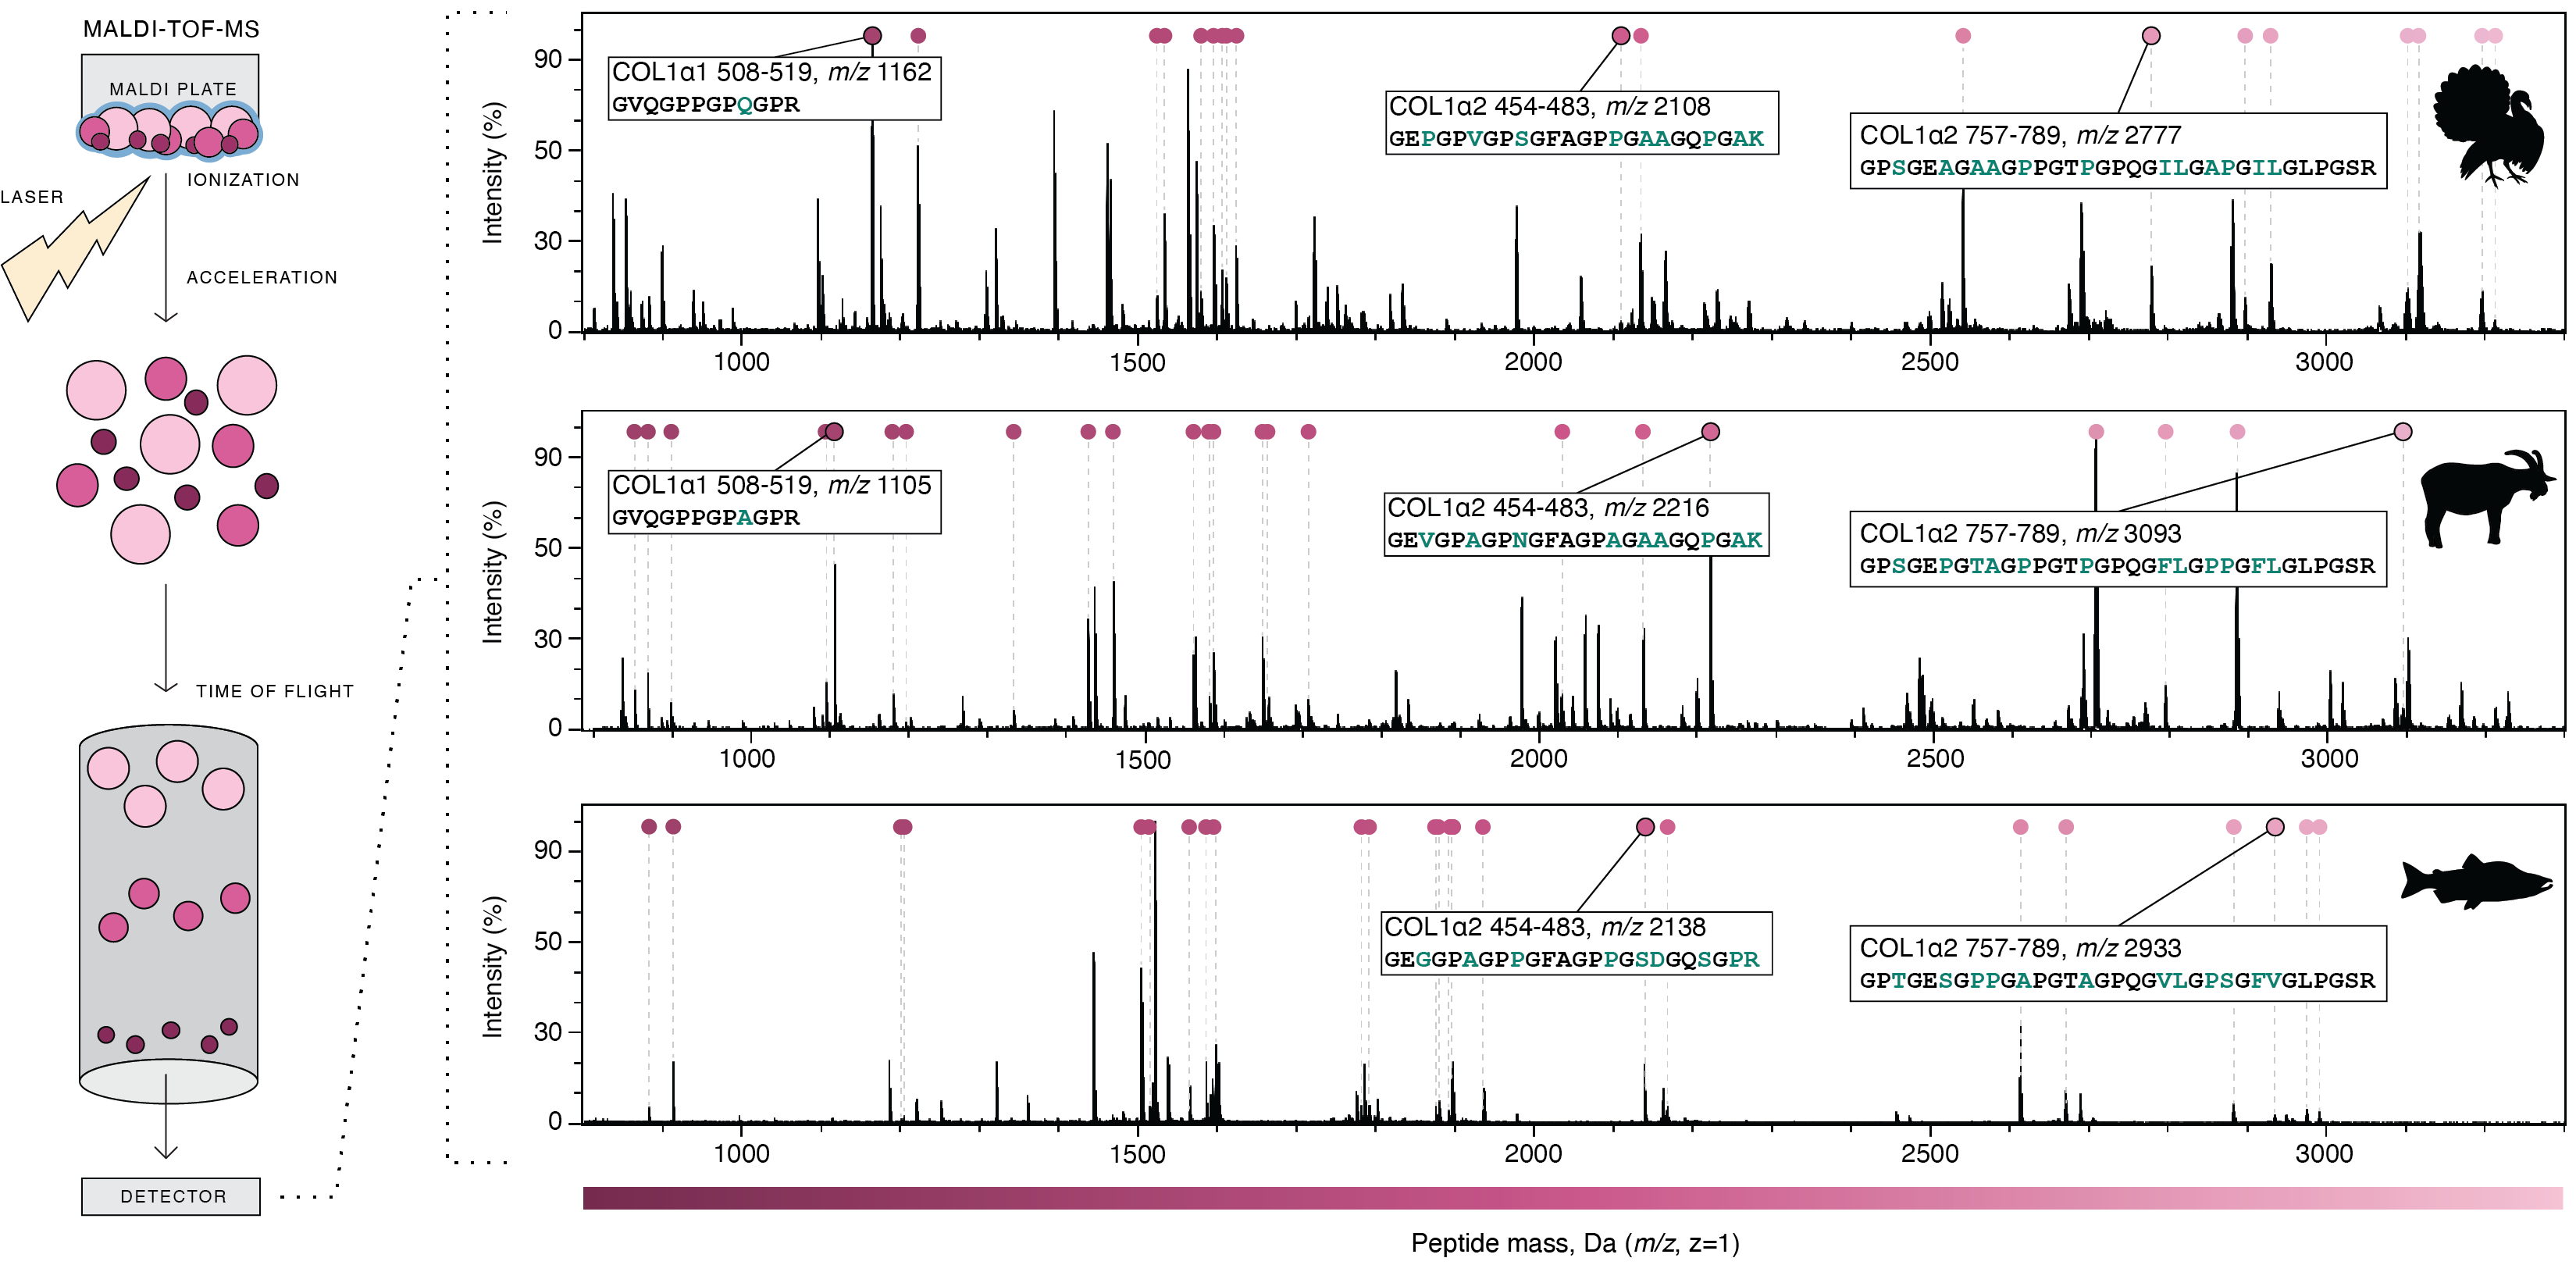 MALDI-TOF-MS
MALDI PLATE
IONIZATION
LASER
ACCELERATION
TIME OF FLIGHT
DETECTOR
Intensity (%)
90
50
30
0
COL1α1 508-519, m/z 1162
GVQGPPGPQGPR
COL1α2 454-483, m/z 2108
GEPGPVGPSGFAGPPGAAGQPGAK
COL1α2 757-789, m/z 2777
GPSGEAGAAGPPGTPGPQGILGAPGILGLPGSR
1000 1500 2000 2500 3000
Intensity (%)
90
50
30
0
COL1α1 508-519, m/z 1105
GVQGPPGPAGPR
COL1α2 454-483, m/z 2216
GEVGPAGPNGFAGPAGAAGQPGAK
COL1α2 757-789, m/z 3093
GPSGEPGTAGPPGTPGPQGFLGPPGFLGLPGSR
1000 1500 2000 2500 3000
Intensity (%)
90
50
30
0
COL1α2 454-483, m/z 2138
GEGGPAGPPGFAGPPGSDGQSGPR
COL1α2 757-789, m/z 2933
GPTGESGPPGAPGTAGPQGVLGPSGFVGLPGSR
1000 1500 2000 2500 3000
Peptide mass, Da (m/z, z=1)